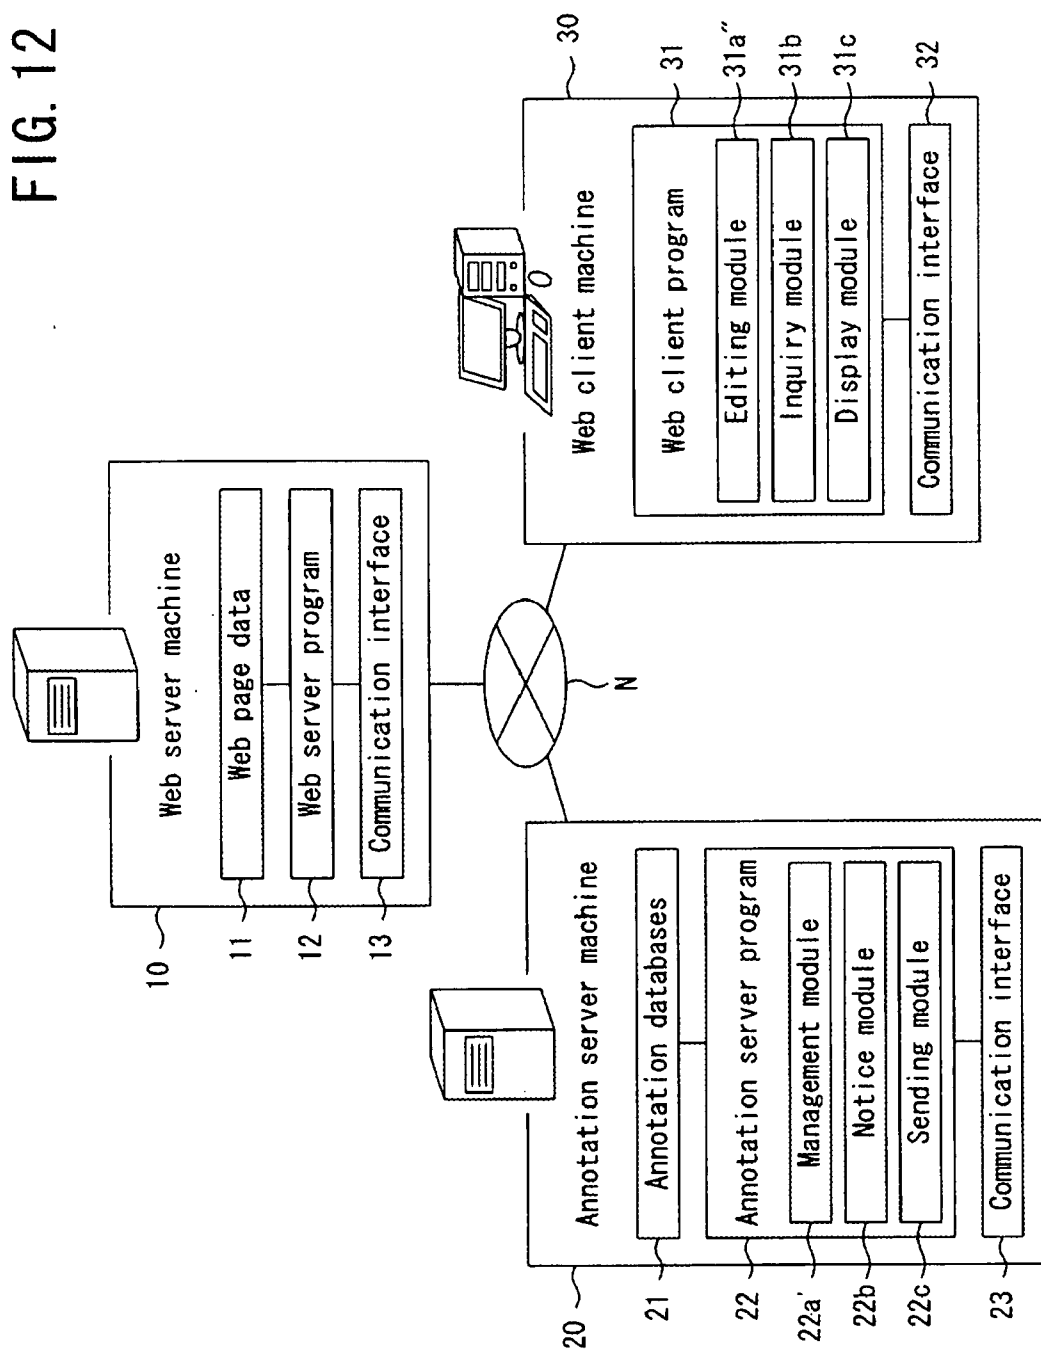 FIG. 12
Web server machine
10
Web page data
11
Web server program
12
Communication interface
13
N
Annotation server machine
20
Annotation databases
21
Annotation server program
22
Management module
22a'
Notice module
22b
Sending module
22c
Communication interface
23
Web client machine
30
Web client program
31
Editing module
31a"
Inquiry module
31b
Display module
31c
Communication interface
32